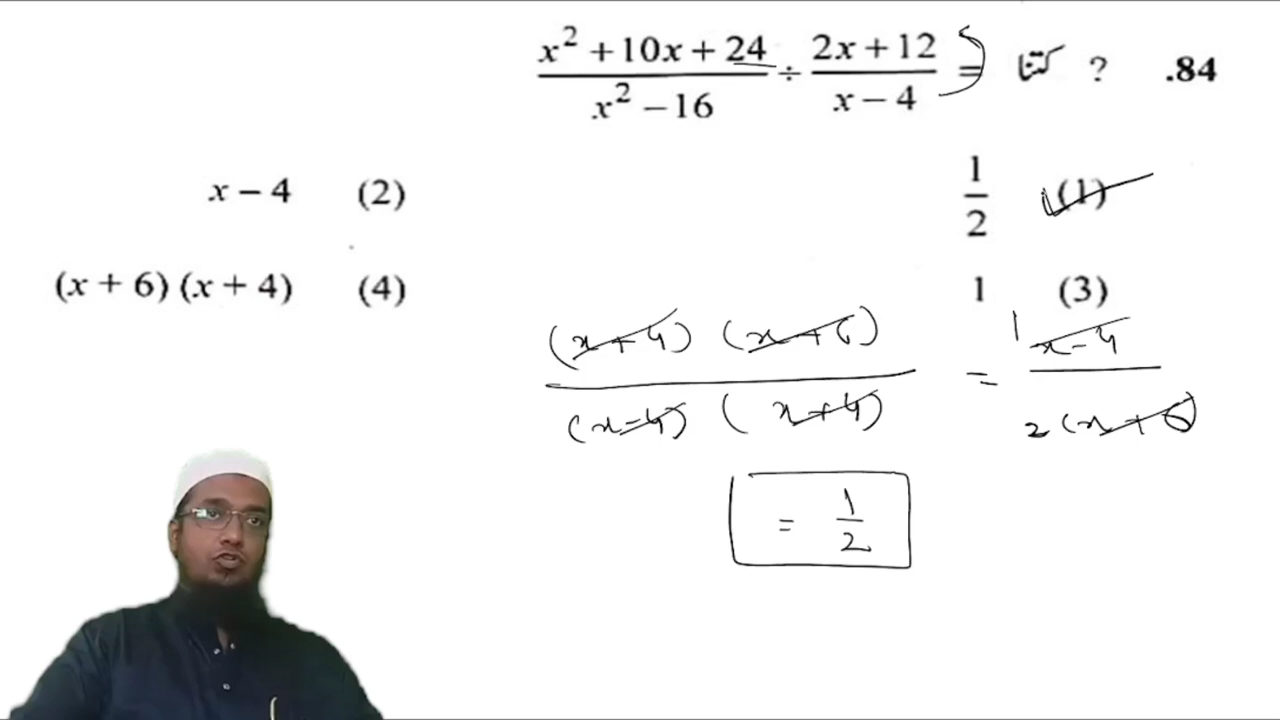 .84 ? کتنا = (x² + 10x + 24)/(x² − 16) ÷ (2x + 12)/(x − 4)
(1) 1/2 (2) x − 4
(3) 1 (4) (x + 6) (x + 4)
(x+4) (x+6) / (x-4) (x+4) = 1 x-4 / 2 (x+6)
= 1/2